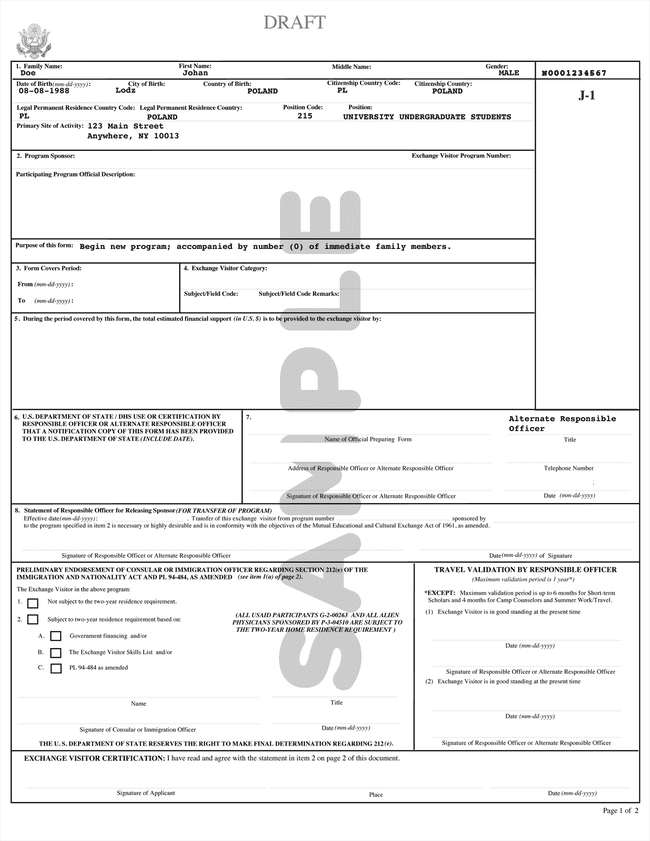 DRAFT
1. Family Name: First Name: Middle Name: Gender:
Doe Johan MALE N0001234567
Date of Birth(mm-dd-yyyy): City of Birth: Country of Birth: Citizenship Country Code: Citizenship Country:
08-08-1988 Lodz POLAND PL POLAND
J-1
Legal Permanent Residence Country Code: Legal Permanent Residence Country: Position Code: Position:
PL POLAND 215 UNIVERSITY UNDERGRADUATE STUDENTS
Primary Site of Activity: 123 Main Street
Anywhere, NY 10013
2. Program Sponsor: Exchange Visitor Program Number:
Participating Program Official Description:
Purpose of this form: Begin new program; accompanied by number (0) of immediate family members.
3. Form Covers Period: 4. Exchange Visitor Category:
From (mm-dd-yyyy) :
Subject/Field Code: Subject/Field Code Remarks:
To (mm-dd-yyyy) :
5. During the period covered by this form, the total estimated financial support (in U.S. $) is to be provided to the exchange visitor by:
6. U.S. DEPARTMENT OF STATE / DHS USE OR CERTIFICATION BY
RESPONSIBLE OFFICER OR ALTERNATE RESPONSIBLE OFFICER
THAT A NOTIFICATION COPY OF THIS FORM HAS BEEN PROVIDED
TO THE U.S. DEPARTMENT OF STATE (INCLUDE DATE).
7. Alternate Responsible
Officer
Name of Official Preparing Form Title
Address of Responsible Officer or Alternate Responsible Officer Telephone Number
Signature of Responsible Officer or Alternate Responsible Officer Date (mm-dd-yyyy)
8. Statement of Responsible Officer for Releasing Sponsor(FOR TRANSFER OF PROGRAM)
Effective date(mm-dd-yyyy): . Transfer of this exchange visitor from program number sponsored by
to the program specified in item 2 is necessary or highly desirable and is in conformity with the objectives of the Mutual Educational and Cultural Exchange Act of 1961, as amended.
Signature of Responsible Officer or Alternate Responsible Officer Date(mm-dd-yyyy) of Signature
PRELIMINARY ENDORSEMENT OF CONSULAR OR IMMIGRATION OFFICER REGARDING SECTION 212(e) OF THE
IMMIGRATION AND NATIONALITY ACT AND PL 94-484, AS AMENDED (see item 1(a) of page 2).
The Exchange Visitor in the above program:
1. Not subject to the two-year residence requirement.
2. Subject to two-year residence requirement based on:
A. Government financing and/or
B. The Exchange Visitor Skills List and/or
C. PL 94-484 as amended
(ALL USAID PARTICIPANTS G-2-00263 AND ALL ALIEN
PHYSICIANS SPONSORED BY P-3-04510 ARE SUBJECT TO
THE TWO-YEAR HOME RESIDENCE REQUIREMENT )
Name Title
Signature of Consular or Immigration Officer Date (mm-dd-yyyy)
THE U. S. DEPARTMENT OF STATE RESERVES THE RIGHT TO MAKE FINAL DETERMINATION REGARDING 212 (e).
TRAVEL VALIDATION BY RESPONSIBLE OFFICER
(Maximum validation period is 1 year*)
*EXCEPT: Maximum validation period is up to 6 months for Short-term
Scholars and 4 months for Camp Counselors and Summer Work/Travel.
(1) Exchange Visitor is in good standing at the present time
Date (mm-dd-yyyy)
Signature of Responsible Officer or Alternate Responsible Officer
(2) Exchange Visitor is in good standing at the present time
Date (mm-dd-yyyy)
Signature of Responsible Officer or Alternate Responsible Officer
EXCHANGE VISITOR CERTIFICATION: I have read and agree with the statement in item 2 on page 2 of this document.
Signature of Applicant Place Date (mm-dd-yyyy)
Page 1 of 2
SAMPLE